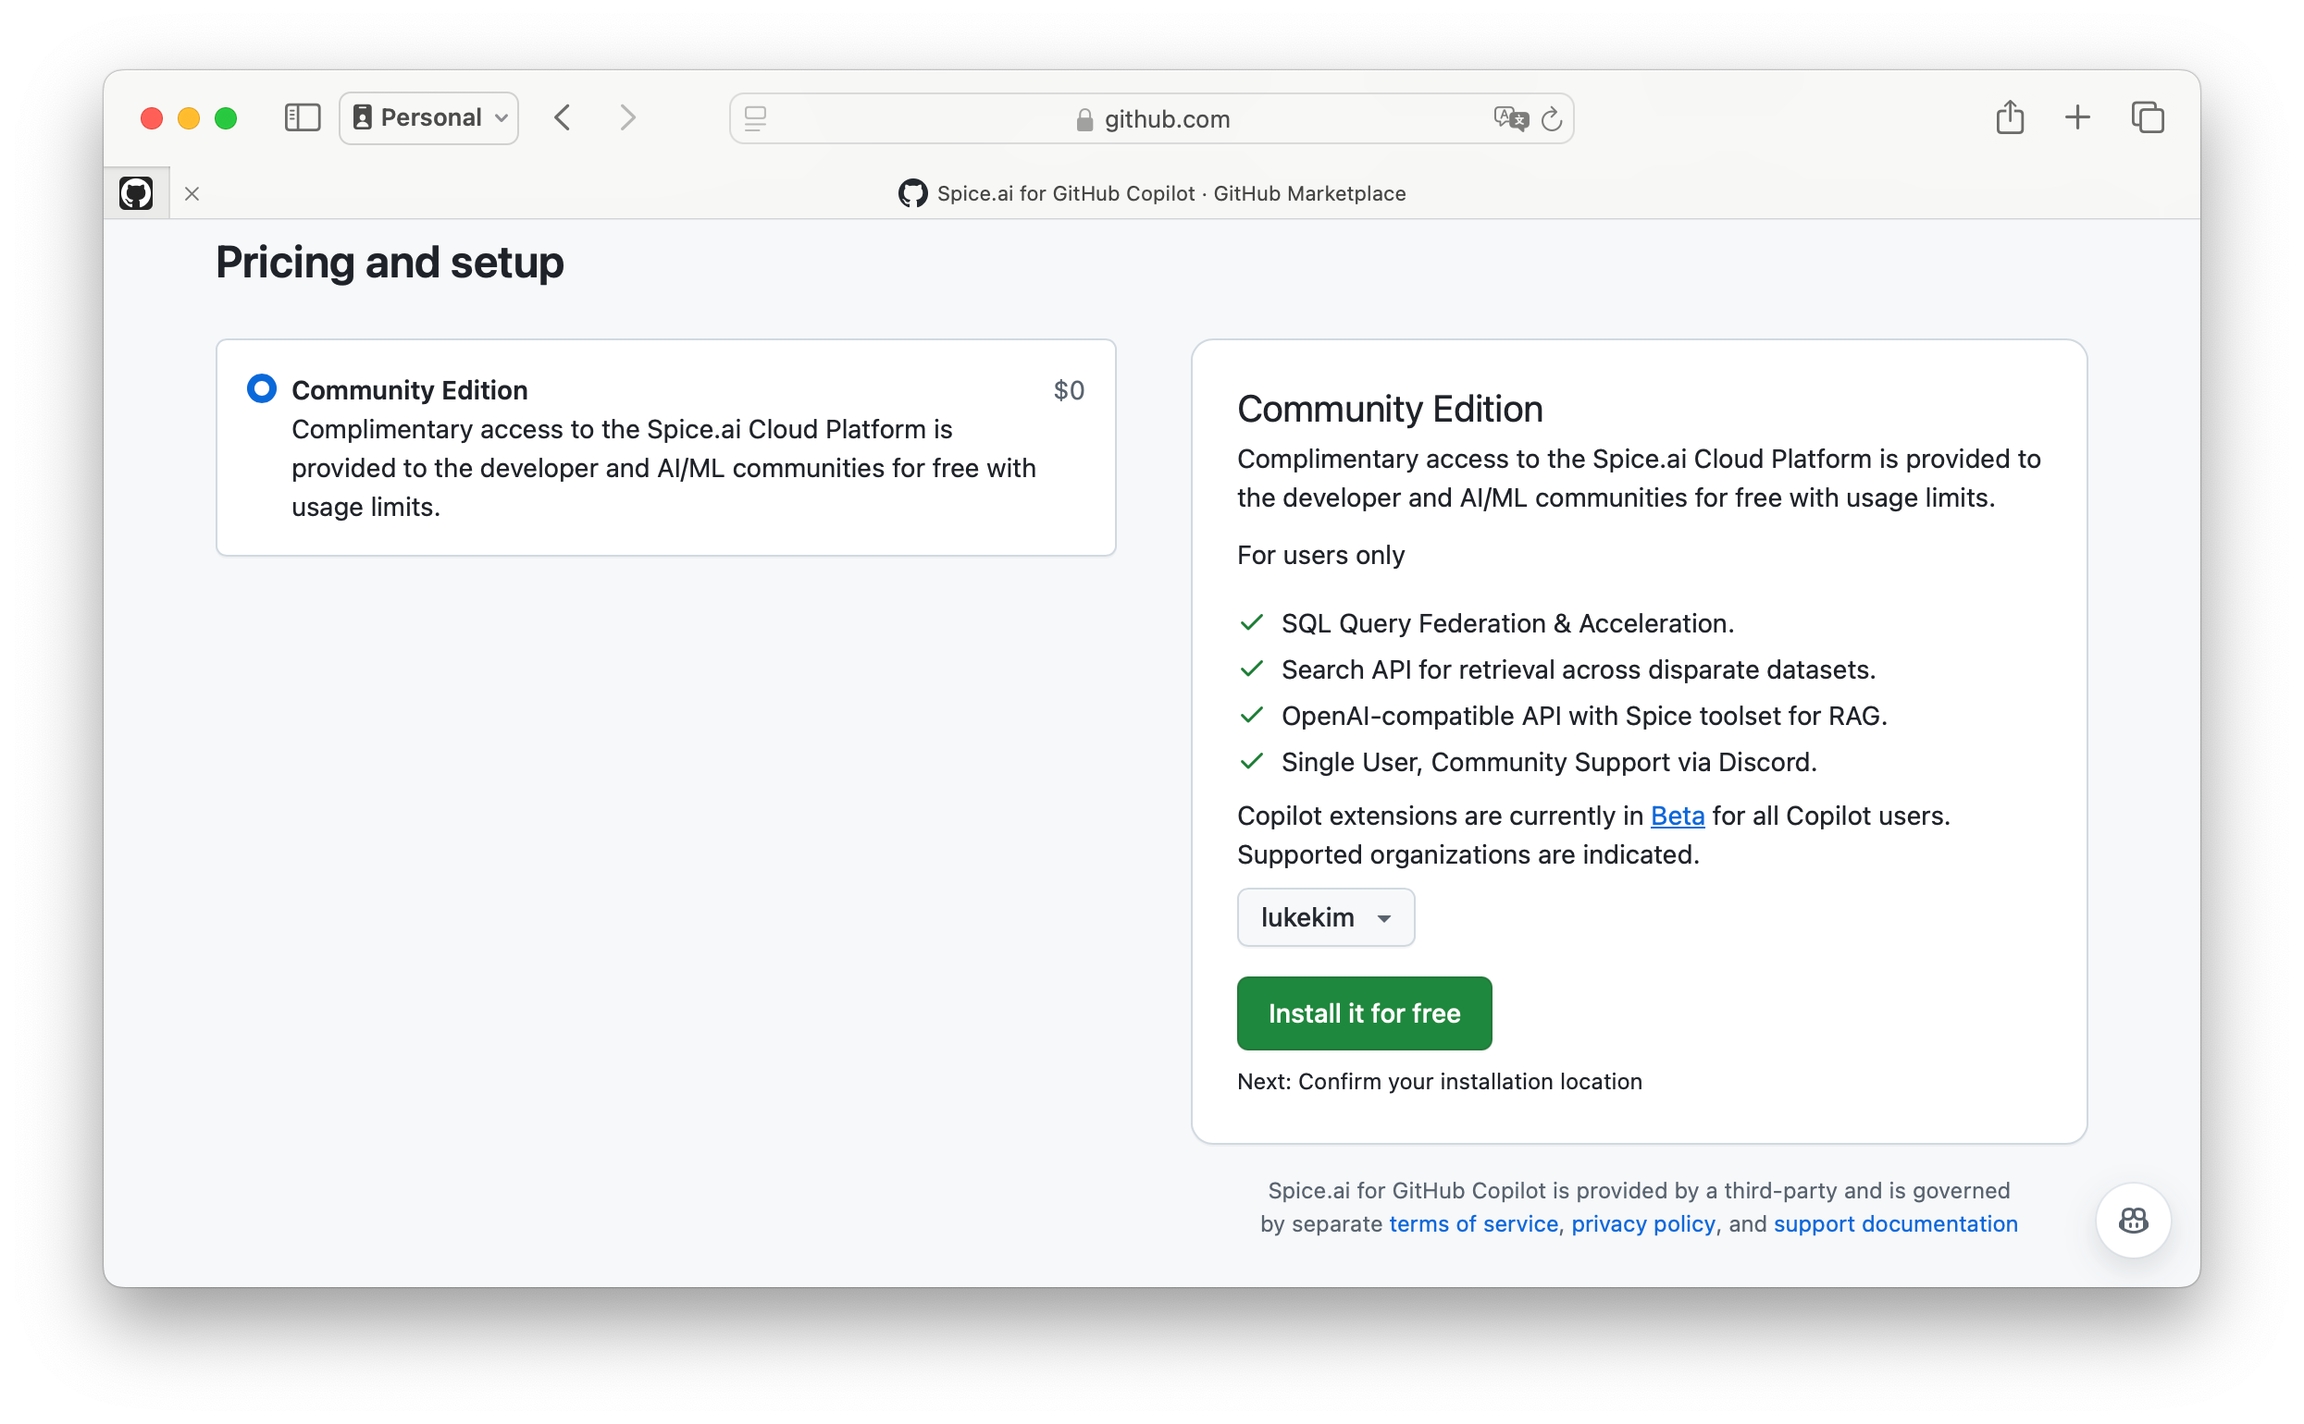 Personal
github.com
Spice.ai for GitHub Copilot · GitHub Marketplace
Pricing and setup
Community Edition
$0
Complimentary access to the Spice.ai Cloud Platform is
provided to the developer and AI/ML communities for free with
usage limits.
Community Edition
Complimentary access to the Spice.ai Cloud Platform is provided to
the developer and AI/ML communities for free with usage limits.
For users only
SQL Query Federation & Acceleration.
Search API for retrieval across disparate datasets.
OpenAI-compatible API with Spice toolset for RAG.
Single User, Community Support via Discord.
Copilot extensions are currently in Beta for all Copilot users.
Supported organizations are indicated.
lukekim
Install it for free
Next: Confirm your installation location
Spice.ai for GitHub Copilot is provided by a third-party and is governed
by separate terms of service, privacy policy, and support documentation